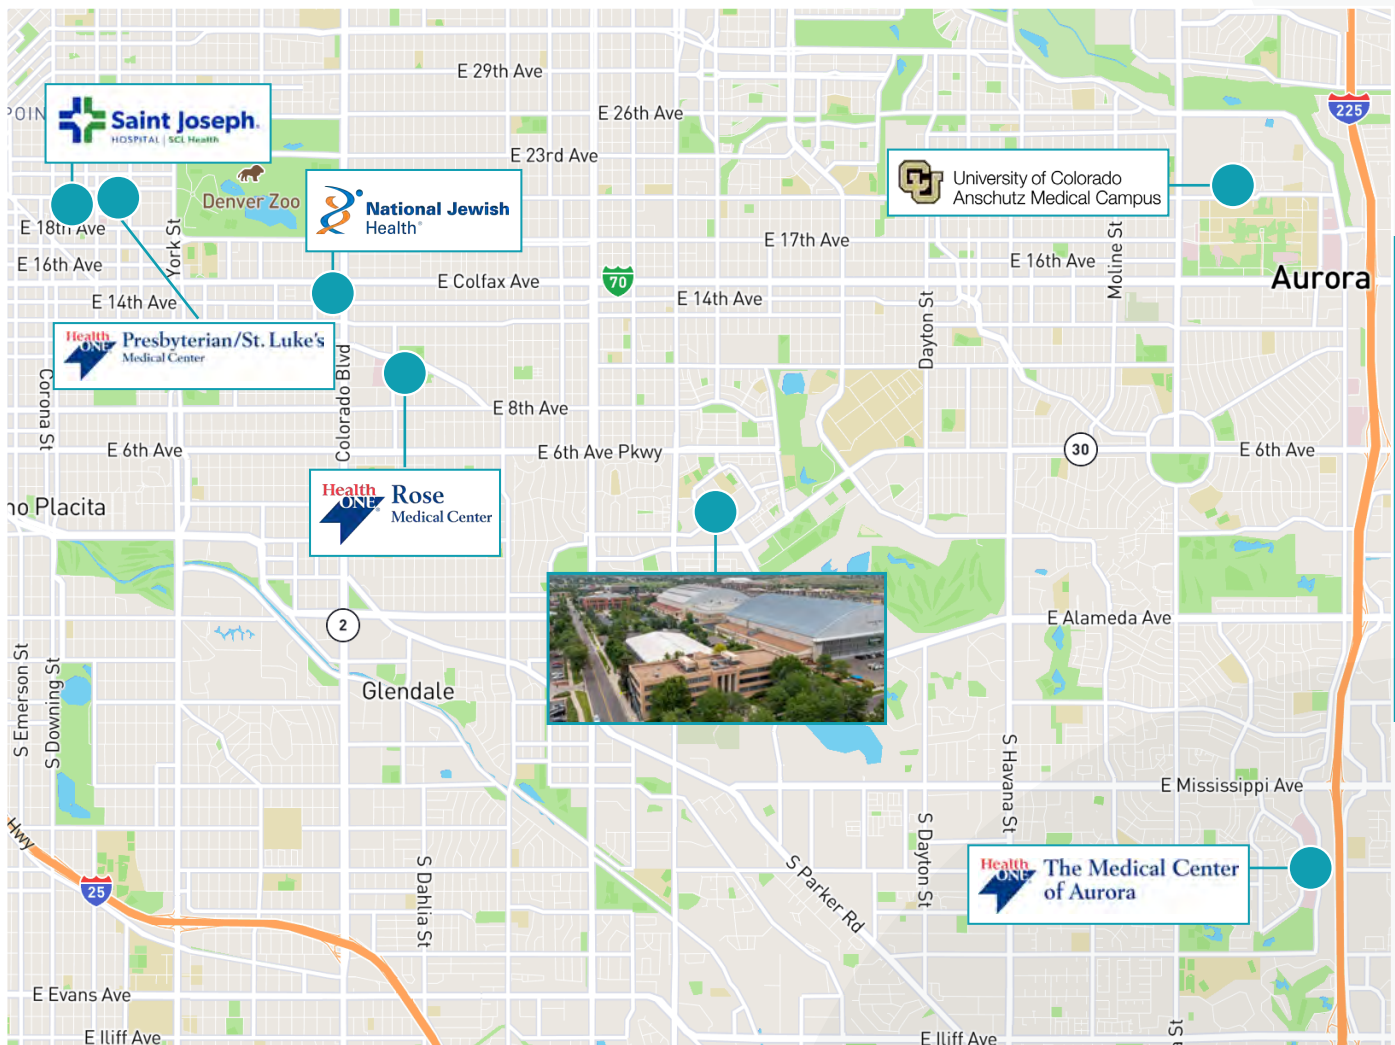 E 29th Ave
225
POIN
Saint Joseph
HOSPITAL | SCL Health
E 26th Ave
E 23rd Ave
Denver Zoo
National Jewish
Health
University of Colorado
Anschutz Medical Campus
E 18th Ave
York St
E 17th Ave
E 16th Ave
E 16th Ave
Moline St
Aurora
E Colfax Ave
70
E 14th Ave
E 14th Ave
Dayton St
Health
ONE
Presbyterian/St. Luke's
Medical Center
Corona St
Colorado Blvd
E 8th Ave
E 6th Ave
E 6th Ave Pkwy
30
E 6th Ave
Health
ONE
Rose
Medical Center
no Placita
2
E Alameda Ave
S Emerson St
S Downing St
Glendale
S Havana St
E Mississippi Ave
Hwy
25
S Dahlia St
S Parker Rd
S Dayton St
Health
ONE
The Medical Center
of Aurora
E Evans Ave
E Iliff Ave
E Iliff Ave
St